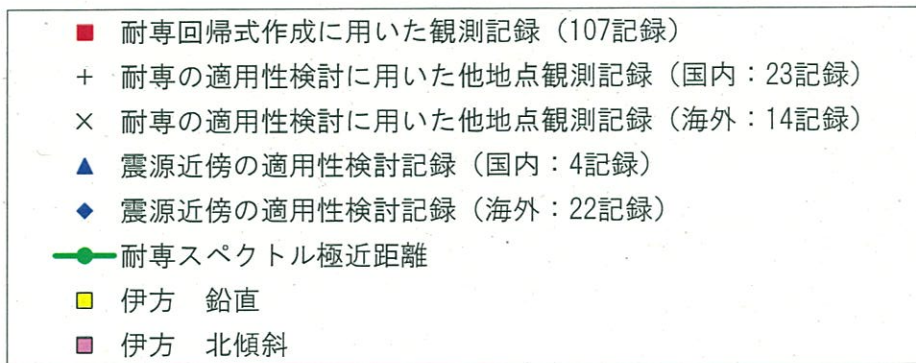 耐専回帰式作成に用いた観測記録（107記録）
耐専の適用性検討に用いた他地点観測記録（国内：23記録）
耐専の適用性検討に用いた他地点観測記録（海外：14記録）
震源近傍の適用性検討記録（国内：4記録）
震源近傍の適用性検討記録（海外：22記録）
耐専スペクトル極近距離
伊方　鉛直
伊方　北傾斜